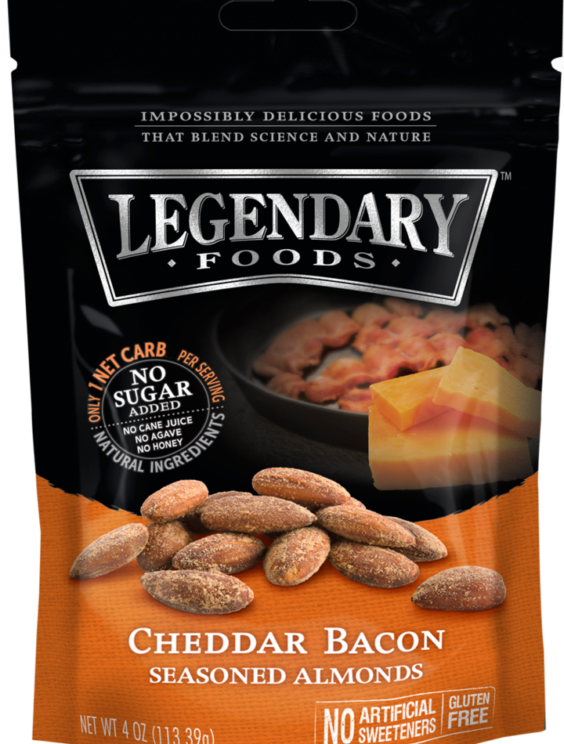 IMPOSSIBLY DELICIOUS FOODS
THAT BLEND SCIENCE AND NATURE
LEGENDARY
TM
• FOODS •
ONLY 1 NET CARB PER SERVING
NO
SUGAR
ADDED
NO CANE JUICE
NO AGAVE
NO HONEY
NATURAL INGREDIENTS
CHEDDAR BACON
SEASONED ALMONDS
NET WT 4 OZ (113.39g)
NO ARTIFICIAL
SWEETENERS
GLUTEN
FREE